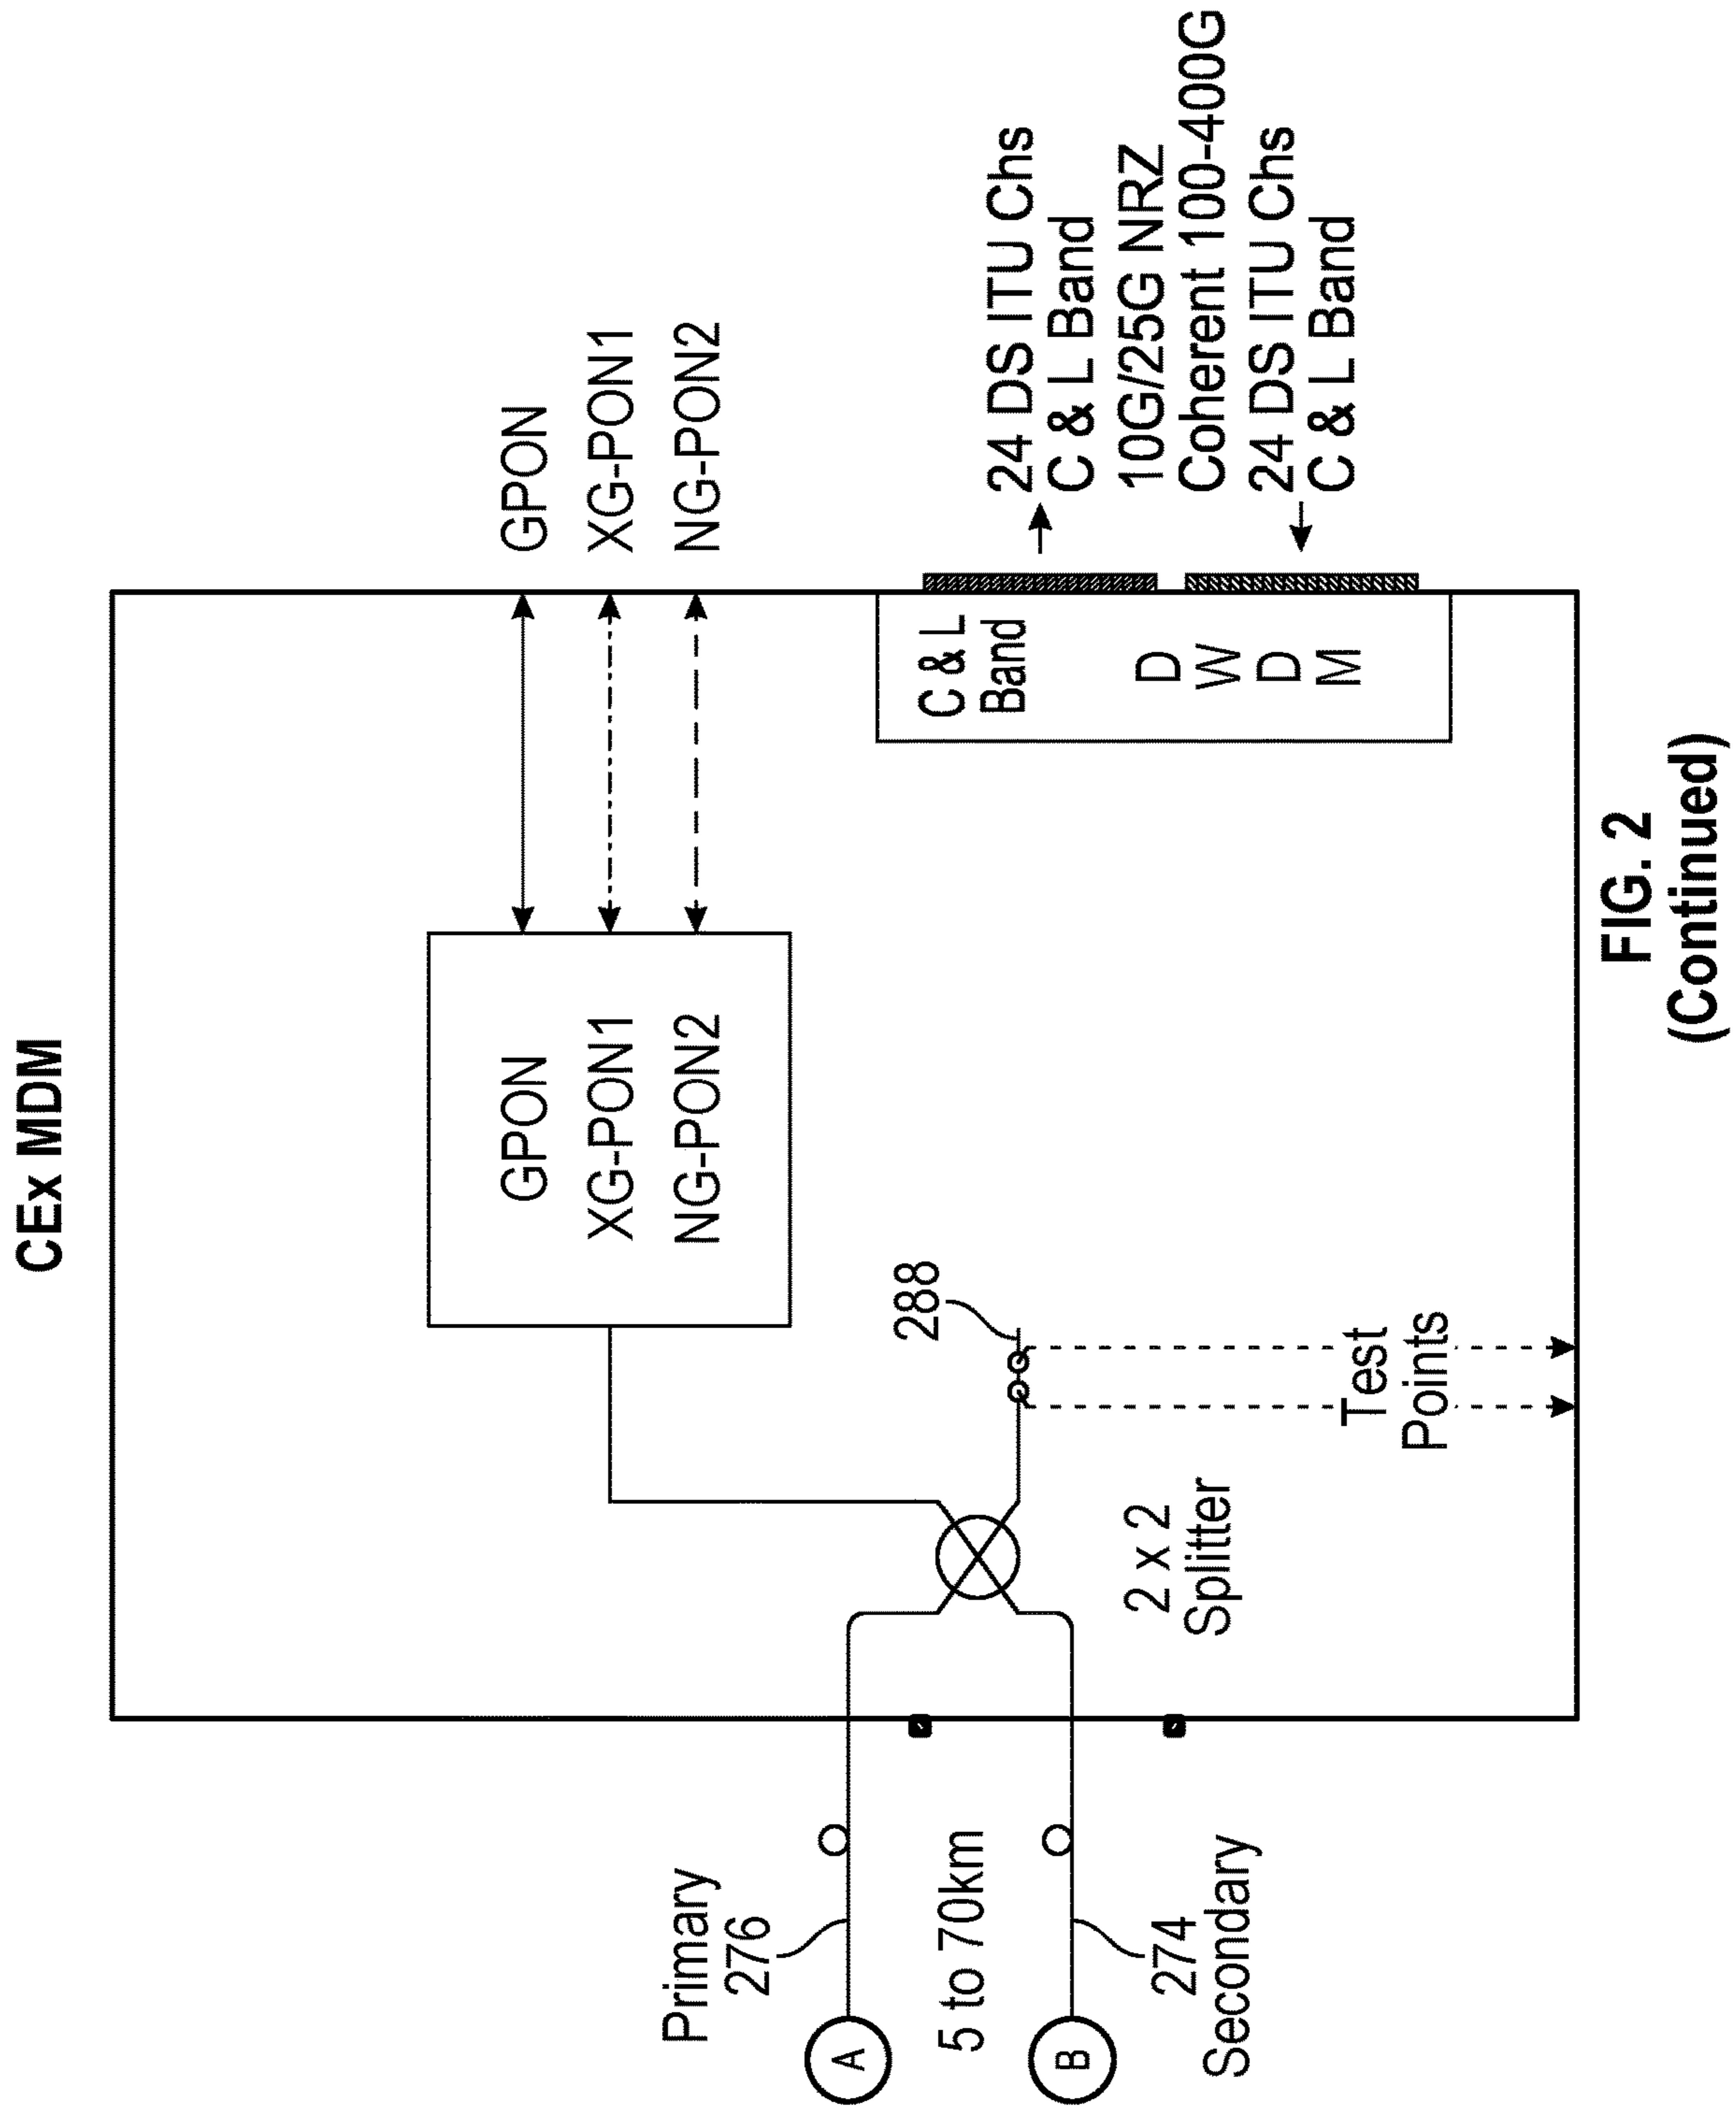 CEx MDM
GPON
XG-PON1
NG-PON2
GPON
XG-PON1
NG-PON2
288
Primary
276
A
5 to 70km
B
274
Secondary
2 x 2
Splitter
Test
Points
C & L
Band
D
W
D
M
24 DS ITU Chs
C & L Band
10G/25G NRZ
Coherent 100-400G
24 DS ITU Chs
C & L Band
FIG. 2
(Continued)